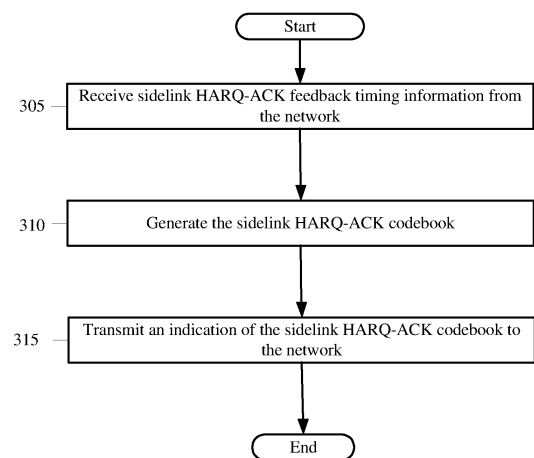 Start
305
Receive sidelink HARQ-ACK feedback timing information from
the network
310
Generate the sidelink HARQ-ACK codebook
315
Transmit an indication of the sidelink HARQ-ACK codebook to
the network
End